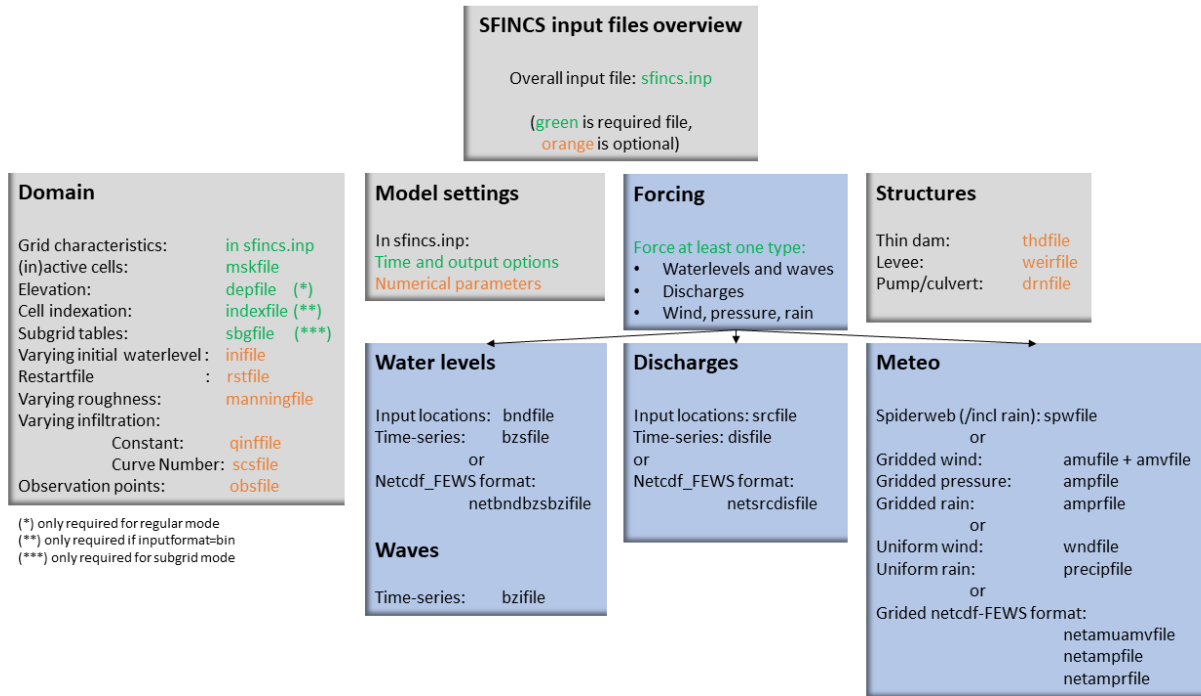 SFINCS input files overview
Overall input file: sfincs.inp
(green is required file,
orange is optional)
Domain
Grid characteristics: in sfincs.inp
(in)active cells: mskfile
Elevation: depfile (*)
Cell indexation: indexfile (**)
Subgrid tables: sbgfile (***)
Varying initial waterlevel : inifile
Restartfile : rstfile
Varying roughness: manningfile
Varying infiltration:
Constant: qinffile
Curve Number: scsfile
Observation points: obsfile
(*) only required for regular mode
(**) only required if inputformat=bin
(***) only required for subgrid mode
Model settings
In sfincs.inp:
Time and output options
Numerical parameters
Forcing
Force at least one type:
• Waterlevels and waves
• Discharges
• Wind, pressure, rain
Structures
Thin dam: thdfile
Levee: weirfile
Pump/culvert: drnfile
Water levels
Input locations: bndfile
Time-series: bzsfile
or
Netcdf_FEWS format:
netbndbzsbzifile
Waves
Time-series: bzifile
Discharges
Input locations: srcfile
Time-series: disfile
or
Netcdf_FEWS format:
netsrcdisfile
Meteo
Spiderweb (/incl rain): spwfile
or
Gridded wind: amufile + amvfile
Gridded pressure: ampfile
Gridded rain: amprfile
or
Uniform wind: wndfile
Uniform rain: precipfile
or
Grided netcdf-FEWS format:
netamuamvfile
netampfile
netamprfile